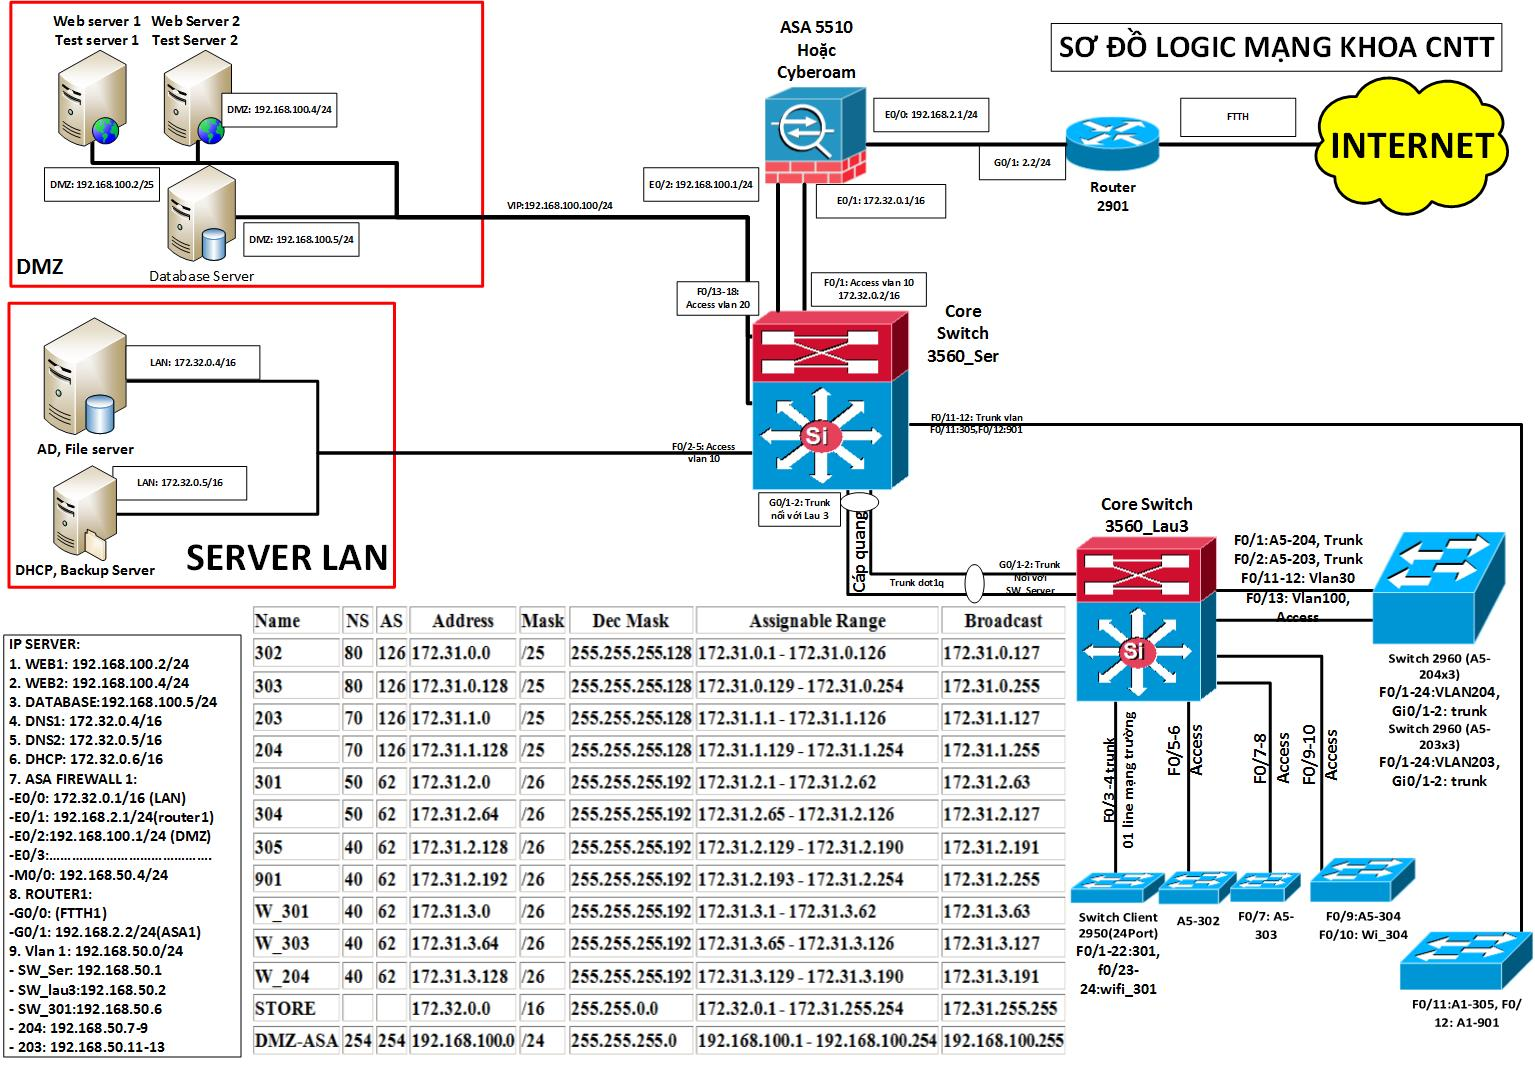 SƠ ĐỒ LOGIC MẠNG KHOA CNTT
Web server 1
Test server 1
Web Server 2
Test Server 2
DMZ: 192.168.100.4/24
DMZ: 192.168.100.2/25
DMZ: 192.168.100.5/24
Database Server
DMZ
VIP:192.168.100.100/24
ASA 5510
Hoặc
Cyberoam
E0/0: 192.168.2.1/24
G0/1: 2.2/24
Router
2901
FTTH
INTERNET
E0/2: 192.168.100.1/24
E0/1: 172.32.0.1/16
F0/13-18:
Access vlan 20
F0/1: Access vlan 10
172.32.0.2/16
Core
Switch
3560_Ser
Si
LAN: 172.32.0.4/16
AD, File server
LAN: 172.32.0.5/16
DHCP, Backup Server
SERVER LAN
F0/2-5: Access
vlan 10
F0/11-12: Trunk vlan
F0/11:305,F0/12:901
G0/1-2: Trunk
nối với Lau 3
Cáp quang
Trunk dot1q
G0/1-2: Trunk
Nối với
SW_Server
Core Switch
3560_Lau3
Si
F0/1:A5-204, Trunk
F0/2:A5-203, Trunk
F0/11-12: Vlan30
F0/13: Vlan100,
Access
Switch 2960 (A5-
204x3)
F0/1-24:VLAN204,
Gi0/1-2: trunk
Switch 2960 (A5-
203x3)
F0/1-24:VLAN203,
Gi0/1-2: trunk
F0/3 -4 trunk
01 line mạng trường
F0/5-6
Access
F0/7-8
Access
F0/9-10
Access
Switch Client
2950(24Port)
F0/1-22:301,
f0/23-
24:wifi_301
A5-302
F0/7: A5-
303
F0/9:A5-304
F0/10: Wi_304
F0/11:A1-305, F0/
12: A1-901
IP SERVER:
1. WEB1: 192.168.100.2/24
2. WEB2: 192.168.100.4/24
3. DATABASE:192.168.100.5/24
4. DNS1: 172.32.0.4/16
5. DNS2: 172.32.0.5/16
6. DHCP: 172.32.0.6/16
7. ASA FIREWALL 1:
-E0/0: 172.32.0.1/16 (LAN)
-E0/1: 192.168.2.1/24(router1)
-E0/2:192.168.100.1/24 (DMZ)
-E0/3:…………………………………….
-M0/0: 192.168.50.4/24
8. ROUTER1:
-G0/0: (FTTH1)
-G0/1: 192.168.2.2/24(ASA1)
9. Vlan 1: 192.168.50.0/24
- SW_Ser: 192.168.50.1
- SW_lau3:192.168.50.2
- SW_301:192.168.50.6
- 204: 192.168.50.7-9
- 203: 192.168.50.11-13
Name NS AS Address Mask Dec Mask Assignable Range Broadcast
302 80 126 172.31.0.0 /25 255.255.255.128 172.31.0.1 - 172.31.0.126 172.31.0.127
303 80 126 172.31.0.128 /25 255.255.255.128 172.31.0.129 - 172.31.0.254 172.31.0.255
203 70 126 172.31.1.0 /25 255.255.255.128 172.31.1.1 - 172.31.1.126 172.31.1.127
204 70 126 172.31.1.128 /25 255.255.255.128 172.31.1.129 - 172.31.1.254 172.31.1.255
301 50 62 172.31.2.0 /26 255.255.255.192 172.31.2.1 - 172.31.2.62 172.31.2.63
304 50 62 172.31.2.64 /26 255.255.255.192 172.31.2.65 - 172.31.2.126 172.31.2.127
305 40 62 172.31.2.128 /26 255.255.255.192 172.31.2.129 - 172.31.2.190 172.31.2.191
901 40 62 172.31.2.192 /26 255.255.255.192 172.31.2.193 - 172.31.2.254 172.31.2.255
W_301 40 62 172.31.3.0 /26 255.255.255.192 172.31.3.1 - 172.31.3.62 172.31.3.63
W_303 40 62 172.31.3.64 /26 255.255.255.192 172.31.3.65 - 172.31.3.126 172.31.3.127
W_204 40 62 172.31.3.128 /26 255.255.255.192 172.31.3.129 - 172.31.3.190 172.31.3.191
STORE 172.32.0.0 /16 255.255.0.0 172.32.0.1 - 172.31.255.254 172.31.255.255
DMZ-ASA 254 254 192.168.100.0 /24 255.255.255.0 192.168.100.1 - 192.168.100.254 192.168.100.255